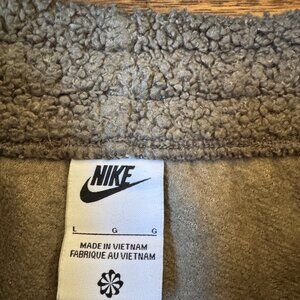 NIKE
L G G
MADE IN VIETNAM
FABRIQUE AU VIETNAM